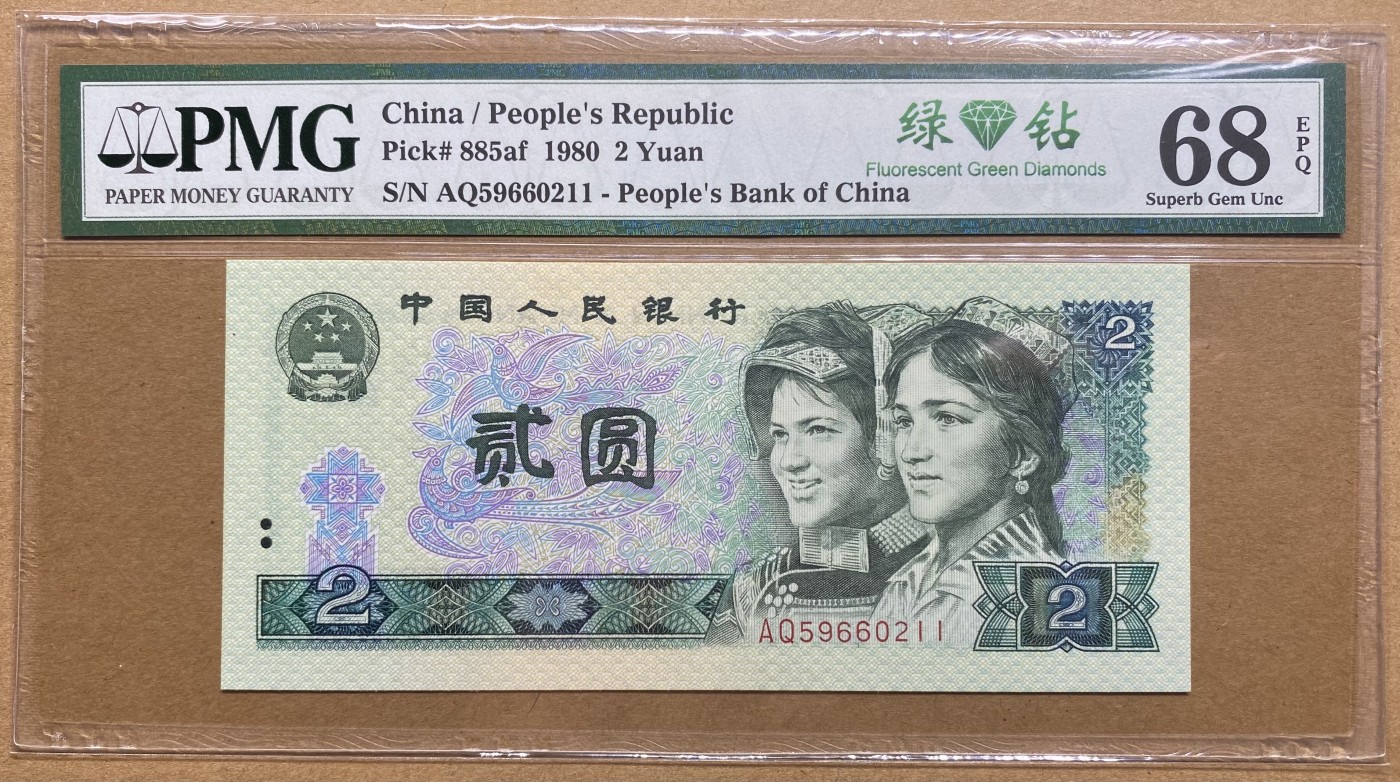 PMG
PAPER MONEY GUARANTY
China / People's Republic
Pick# 885af 1980 2 Yuan
S/N AQ59660211 - People's Bank of China
绿钻
Fluorescent Green Diamonds
68
EPQ
Superb Gem Unc
中国人民银行
2
贰圆
2
AQ59660211
2